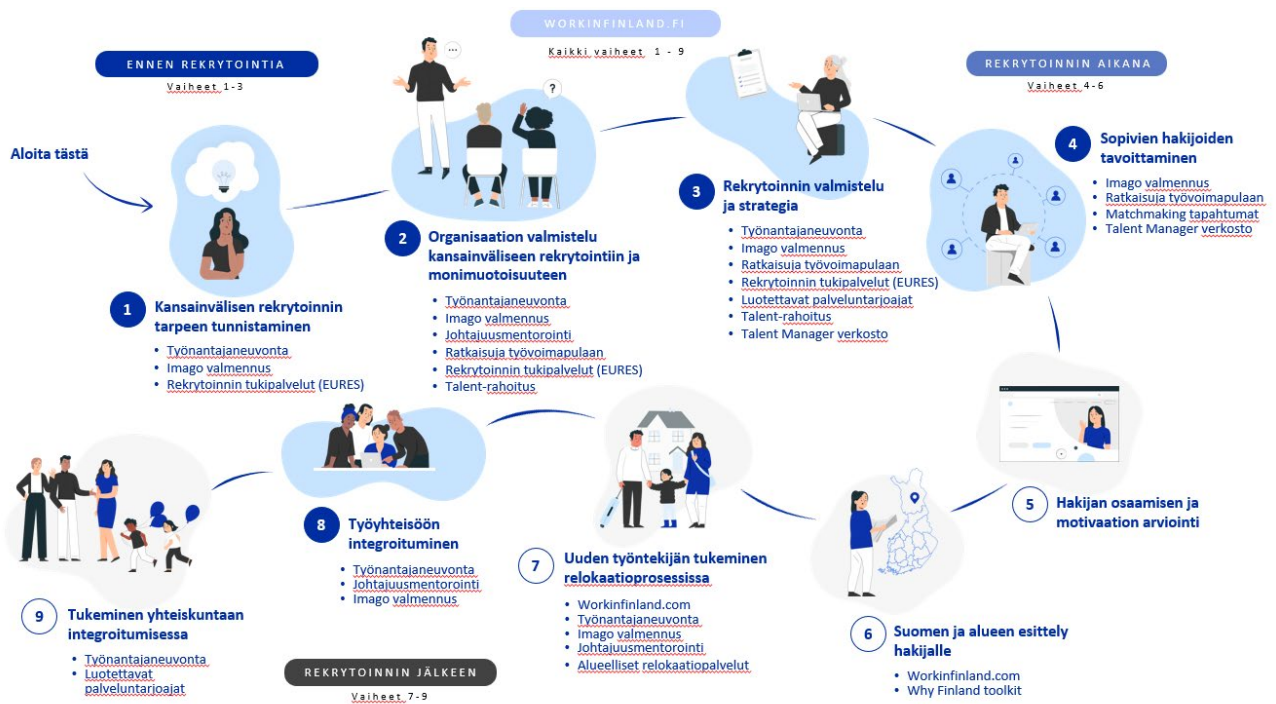 WORKINFINLAND.FI
Kaikki vaiheet 1 - 9
ENNEN REKRYTOINTIA
Vaiheet 1-3
REKRYTOINNIN AIKANA
Vaiheet 4-6
Aloita tästä
...
?
1
Kansainvälisen rekrytoinnin
tarpeen tunnistaminen
• Työnantajaneuvonta
• Imago valmennus
• Rekrytoinnin tukipalvelut (EURES)
2
Organisaation valmistelu
kansainväliseen rekrytointiin ja
monimuotoisuuteen
• Työnantajaneuvonta
• Imago valmennus
• Johtajuusmentorointi
• Ratkaisuja työvoimapulaan
• Rekrytoinnin tukipalvelut (EURES)
• Talent-rahoitus
3
Rekrytoinnin valmistelu
ja strategia
• Työnantajaneuvonta
• Imago valmennus
• Ratkaisuja työvoimapulaan
• Rekrytoinnin tukipalvelut (EURES)
• Luotettavat palveluntarjoajat
• Talent-rahoitus
• Talent Manager verkosto
4
Sopivien hakijoiden
tavoittaminen
• Imago valmennus
• Ratkaisuja työvoimapulaan
• Matchmaking tapahtumat
• Talent Manager verkosto
5
Hakijan osaamisen ja
motivaation arviointi
6
Suomen ja alueen esittely
hakijalle
• Workinfinland.com
• Why Finland toolkit
7
Uuden työntekijän tukeminen
relokaatioprosessissa
• Workinfinland.com
• Työnantajaneuvonta
• Imago valmennus
• Johtajuusmentorointi
• Alueelliset relokaatiopalvelut
8
Työyhteisöön
integroituminen
• Työnantajaneuvonta
• Johtajuusmentorointi
• Imago valmennus
9
Tukeminen yhteiskuntaan
integroitumisessa
• Työnantajaneuvonta
• Luotettavat
palveluntarjoajat
REKRYTOINNIN JÄLKEEN
Vaiheet 7-9